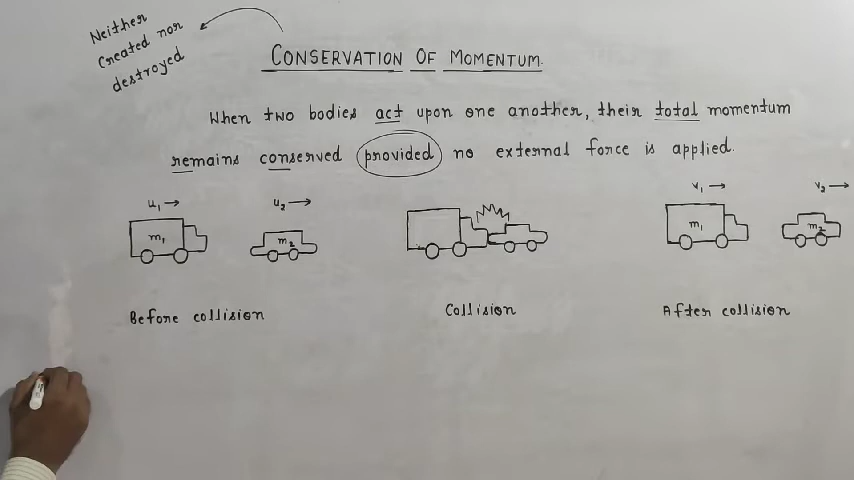 Neither
Created nor
destroyed
CONSERVATION OF MOMENTUM.
When two bodies act upon one another, their total momentum
remains conserved provided no external force is applied.
u₁ → u₂ → v₁ → v₂ →
m₁ m₂ m₁ m₂
Before collision Collision After collision